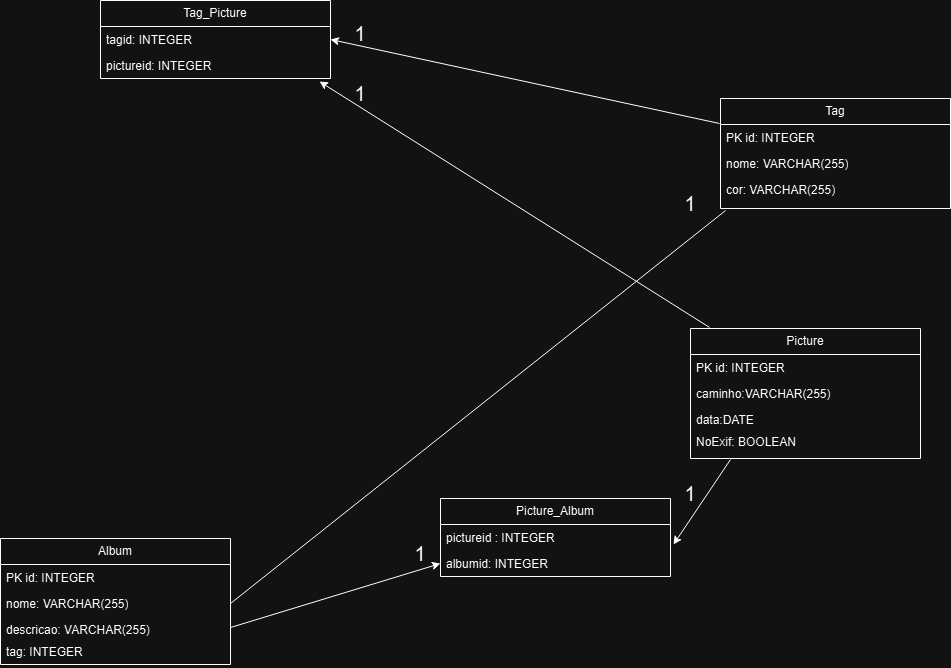 Tag_Picture
tagid: INTEGER
pictureid: INTEGER
1
1
Tag
PK id: INTEGER
nome: VARCHAR(255)
cor: VARCHAR(255)
1
Picture
PK id: INTEGER
caminho:VARCHAR(255)
data:DATE
NoExif: BOOLEAN
1
Picture_Album
pictureid : INTEGER
albumid: INTEGER
1
Album
PK id: INTEGER
nome: VARCHAR(255)
descricao: VARCHAR(255)
tag: INTEGER